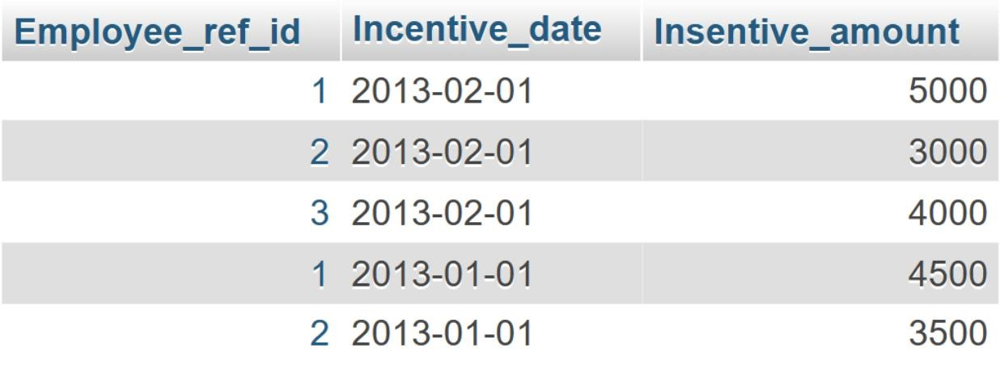 Employee_ref_id Incentive_date Insentive_amount
1 2013-02-01 5000
2 2013-02-01 3000
3 2013-02-01 4000
1 2013-01-01 4500
2 2013-01-01 3500